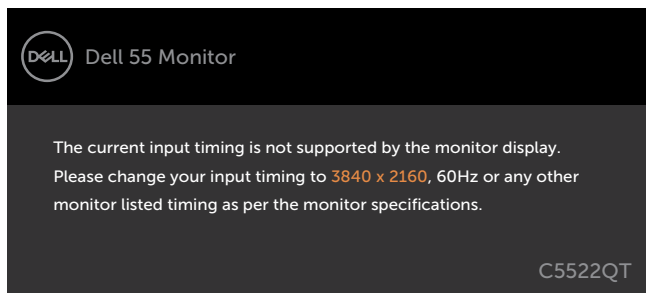 DELL Dell 55 Monitor
The current input timing is not supported by the monitor display.
Please change your input timing to 3840 x 2160, 60Hz or any other
monitor listed timing as per the monitor specifications.
C5522QT